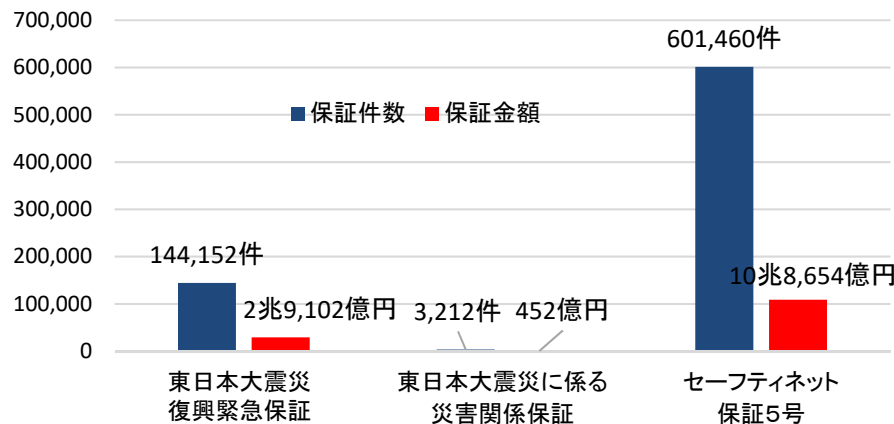 700,000
600,000
500,000
400,000
300,000
200,000
100,000
0
保証件数 保証金額
144,152件
2兆9,102億円
3,212件
452億円
601,460件
10兆8,654億円
東日本大震災
復興緊急保証
東日本大震災に係る
災害関係保証
セーフティネット
保証5号